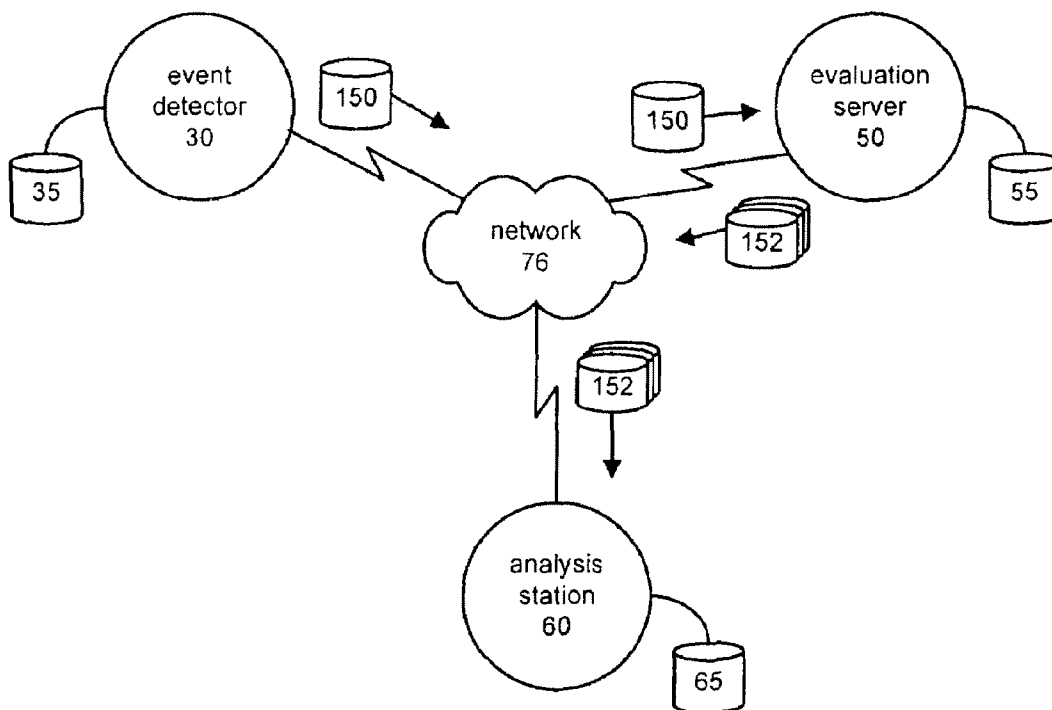 event
detector
30
150
35
evaluation
server
50
150
55
network
76
152
152
analysis
station
60
65